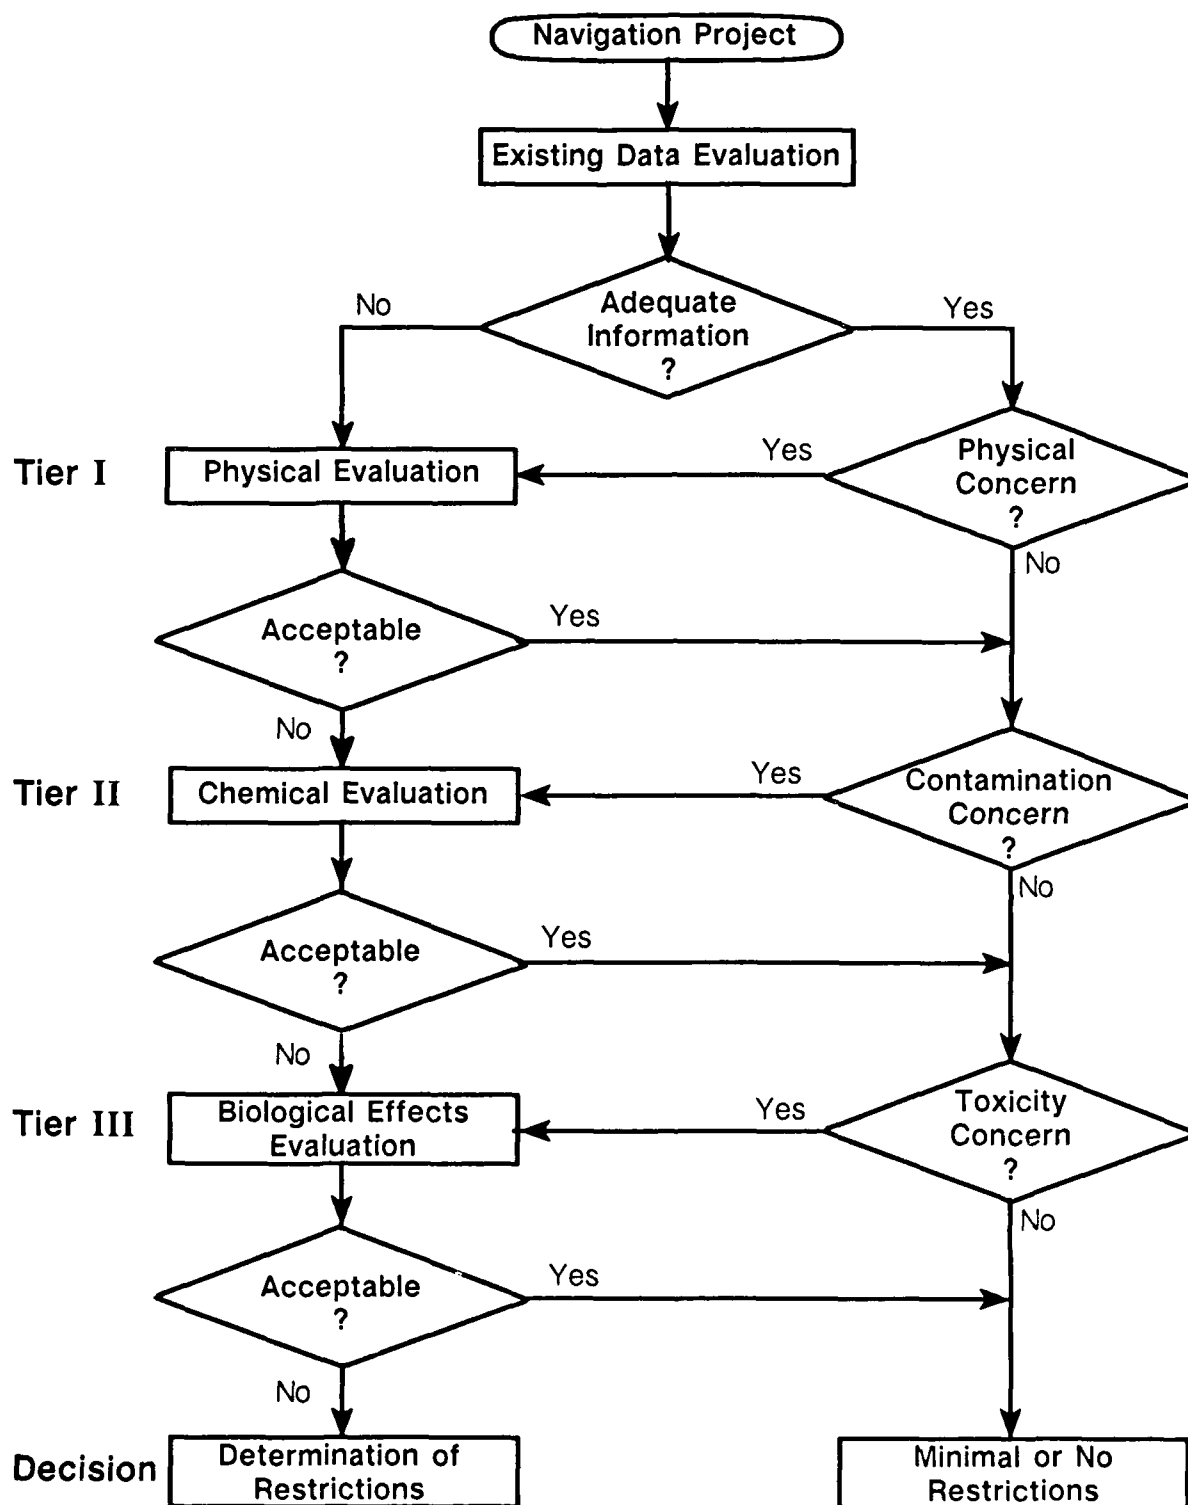 Navigation Project
Existing Data Evaluation
No
Adequate
Information
?
Yes
Tier I
Physical Evaluation
Yes
Physical
Concern
?
No
Acceptable
?
Yes
No
Tier II
Chemical Evaluation
Yes
Contamination
Concern
?
No
Acceptable
?
Yes
No
Tier III
Biological Effects
Evaluation
Yes
Toxicity
Concern
?
No
Acceptable
?
Yes
No
Decision
Determination of
Restrictions
Minimal or No
Restrictions